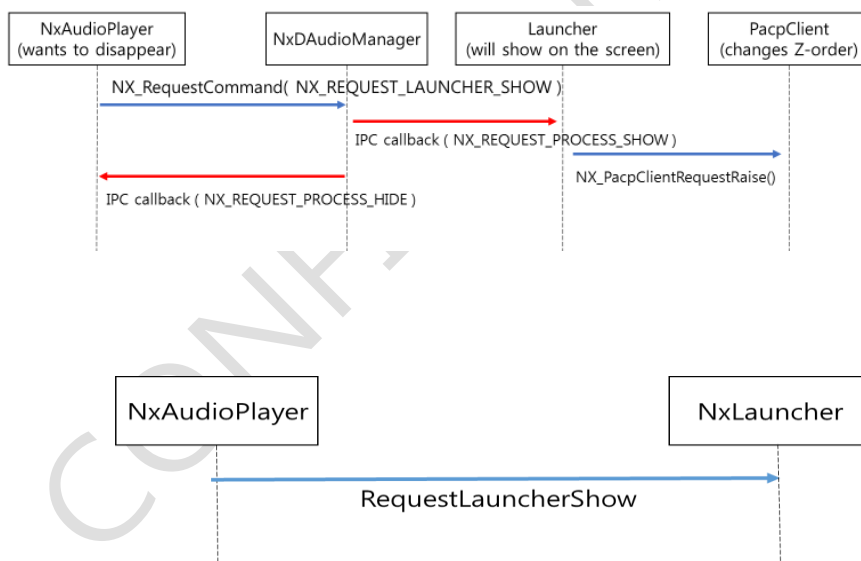 NxAudioPlayer
(wants to disappear)
NxDAudioManager
Launcher
(will show on the screen)
PacpClient
(changes Z-order)
NX_RequestCommand( NX_REQUEST_LAUNCHER_SHOW )
IPC callback ( NX_REQUEST_PROCESS_SHOW )
NX_PacpClientRequestRaise()
IPC callback ( NX_REQUEST_PROCESS_HIDE )
NxAudioPlayer
NxLauncher
RequestLauncherShow